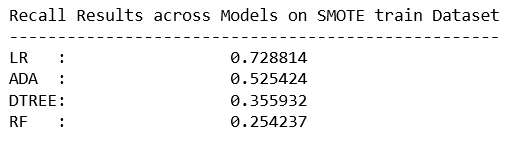 Recall Results across Models on SMOTE train Dataset
--------------------------------------------------
LR   :                 0.728814
ADA  :                 0.525424
DTREE:                 0.355932
RF   :                 0.254237